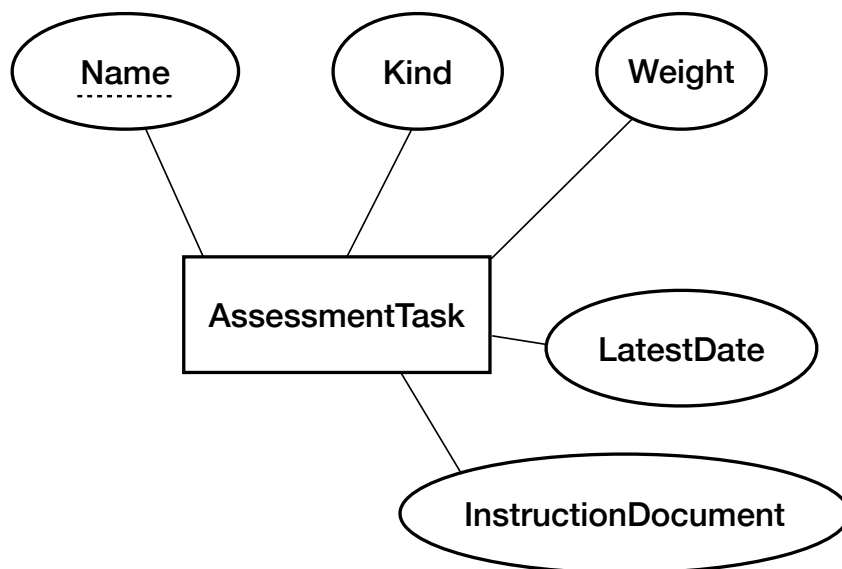 Name
Kind
Weight
AssessmentTask
LatestDate
InstructionDocument